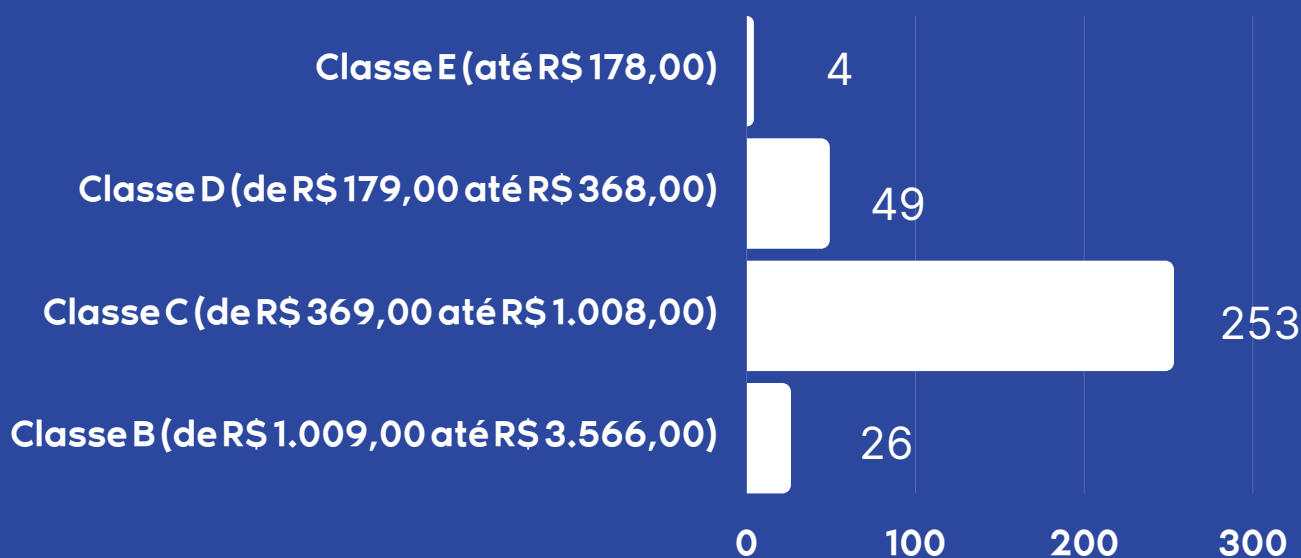 Classe E (até R$ 178,00) 4
Classe D (de R$ 179,00 até R$ 368,00) 49
Classe C (de R$ 369,00 até R$ 1.008,00) 253
Classe B (de R$ 1.009,00 até R$ 3.566,00) 26
0 100 200 300